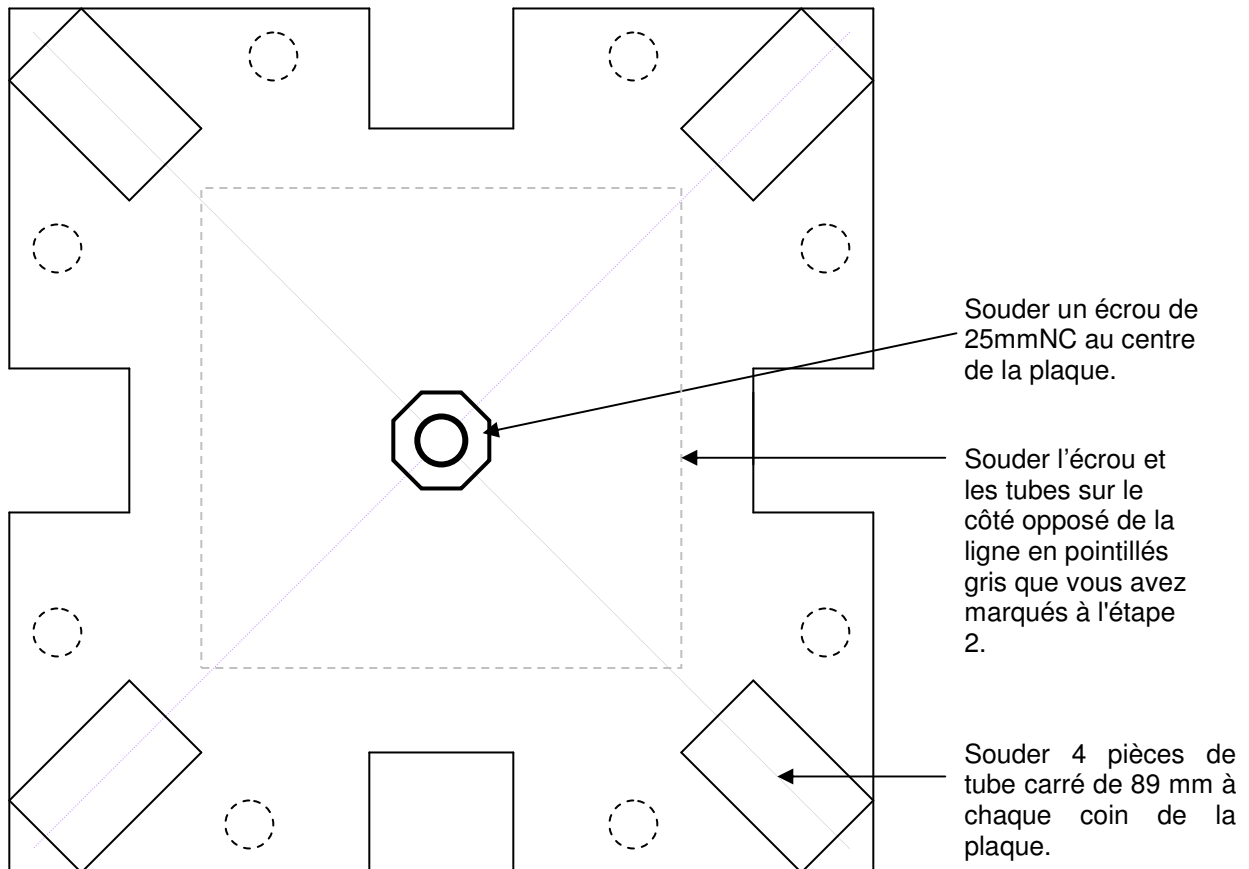 Souder un écrou de
25mmNC au centre
de la plaque.
Souder l'écrou et
les tubes sur le
côté opposé de la
ligne en pointillés
gris que vous avez
marqués à l'étape
2.
Souder 4 pièces de
tube carré de 89 mm à
chaque coin de la
plaque.